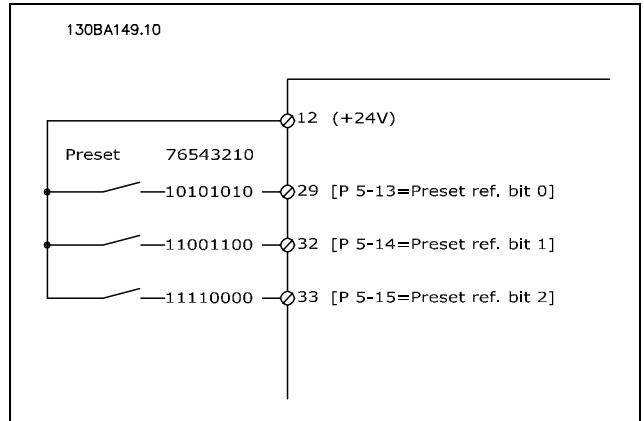 130BA149.10
12 (+24V)
Preset 76543210
10101010 29 [P 5-13=Preset ref. bit 0]
11001100 32 [P 5-14=Preset ref. bit 1]
11110000 33 [P 5-15=Preset ref. bit 2]